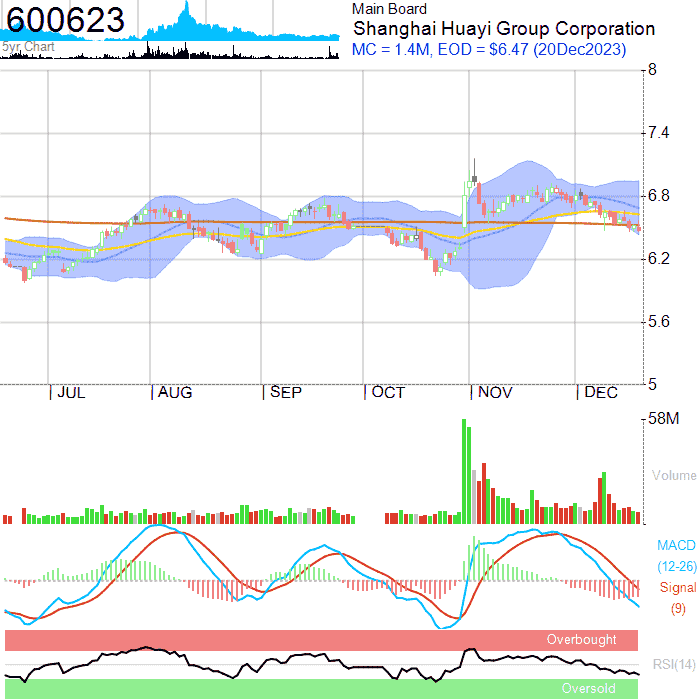 600623
5yr Chart
Main Board
Shanghai Huayi Group Corporation
MC = 1.4M, EOD = $6.47 (20Dec2023)
8
7.4
6.8
6.2
5.6
5
JUL AUG SEP OCT NOV DEC
58M
Volume
MACD
(12-26)
Signal
(9)
Overbought
RSI(14)
Oversold